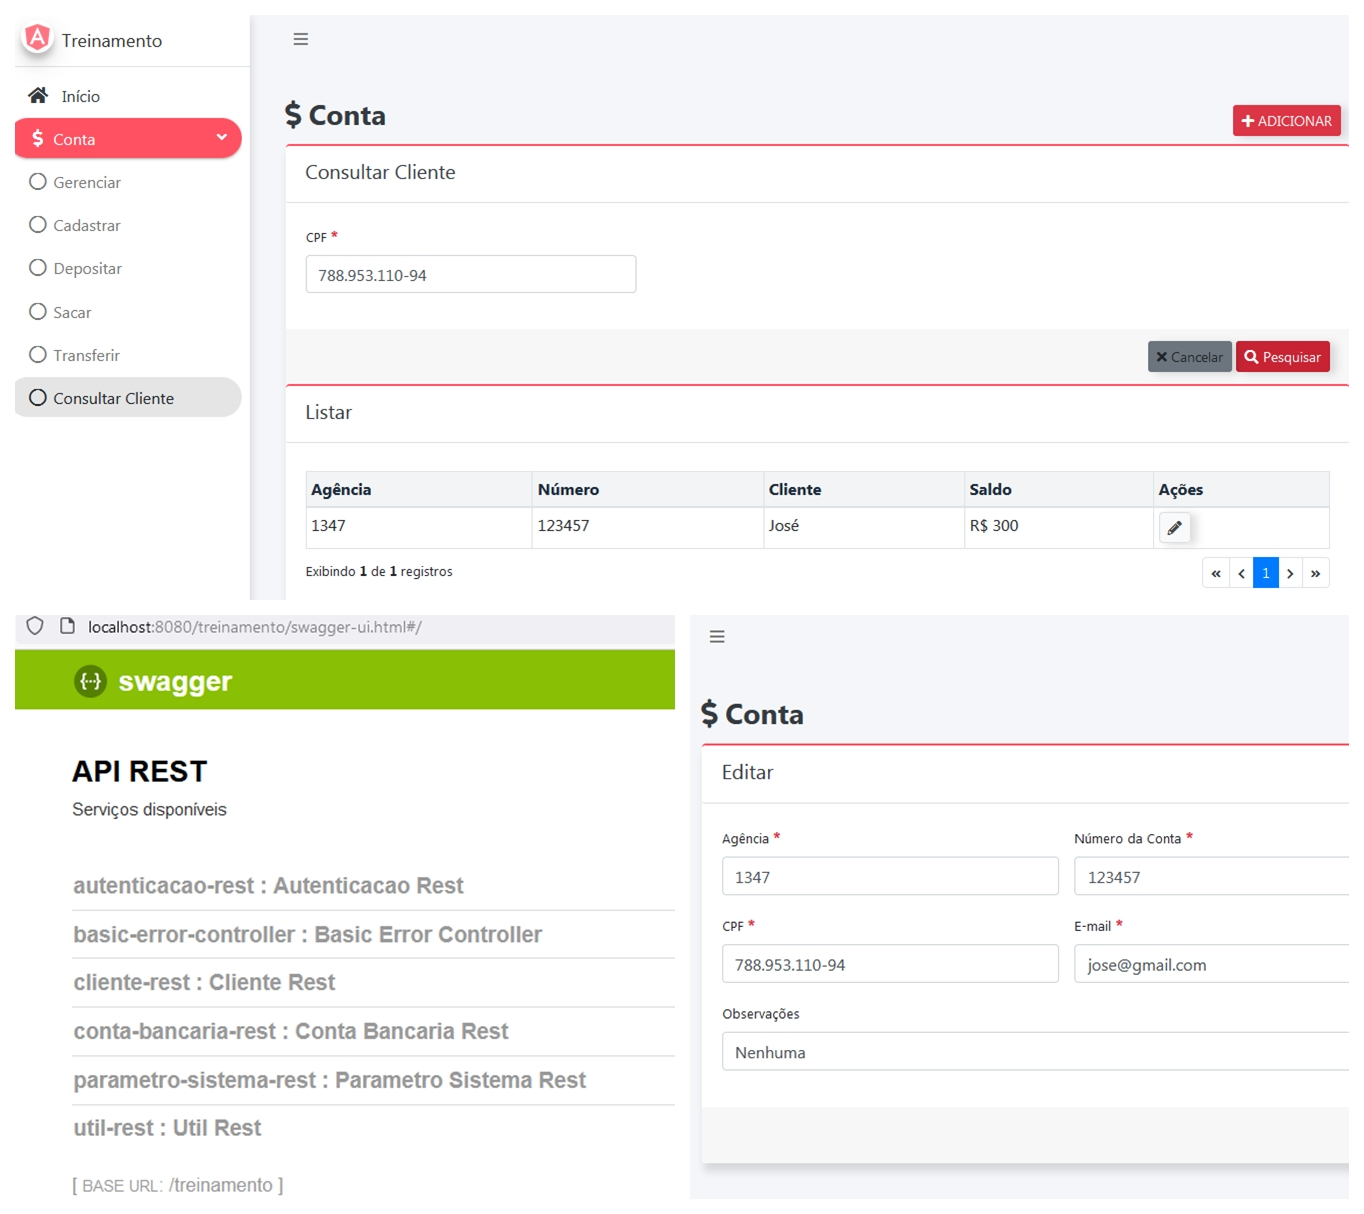 Treinamento
Início
$ Conta
Gerenciar
Cadastrar
Depositar
Sacar
Transferir
Consultar Cliente
$ Conta
ADICIONAR
Consultar Cliente
CPF *
788.953.110-94
Cancelar
Pesquisar
Listar
Agência Número Cliente Saldo Ações
1347 123457 José R$ 300
Exibindo 1 de 1 registros
« ‹ 1 › »
localhost:8080/treinamento/swagger-ui.html#/
{··} swagger
API REST
Serviços disponíveis
autenticacao-rest : Autenticacao Rest
basic-error-controller : Basic Error Controller
cliente-rest : Cliente Rest
conta-bancaria-rest : Conta Bancaria Rest
parametro-sistema-rest : Parametro Sistema Rest
util-rest : Util Rest
[ BASE URL: /treinamento ]
$ Conta
Editar
Agência * Número da Conta *
1347 123457
CPF * E-mail *
788.953.110-94 jose@gmail.com
Observações
Nenhuma